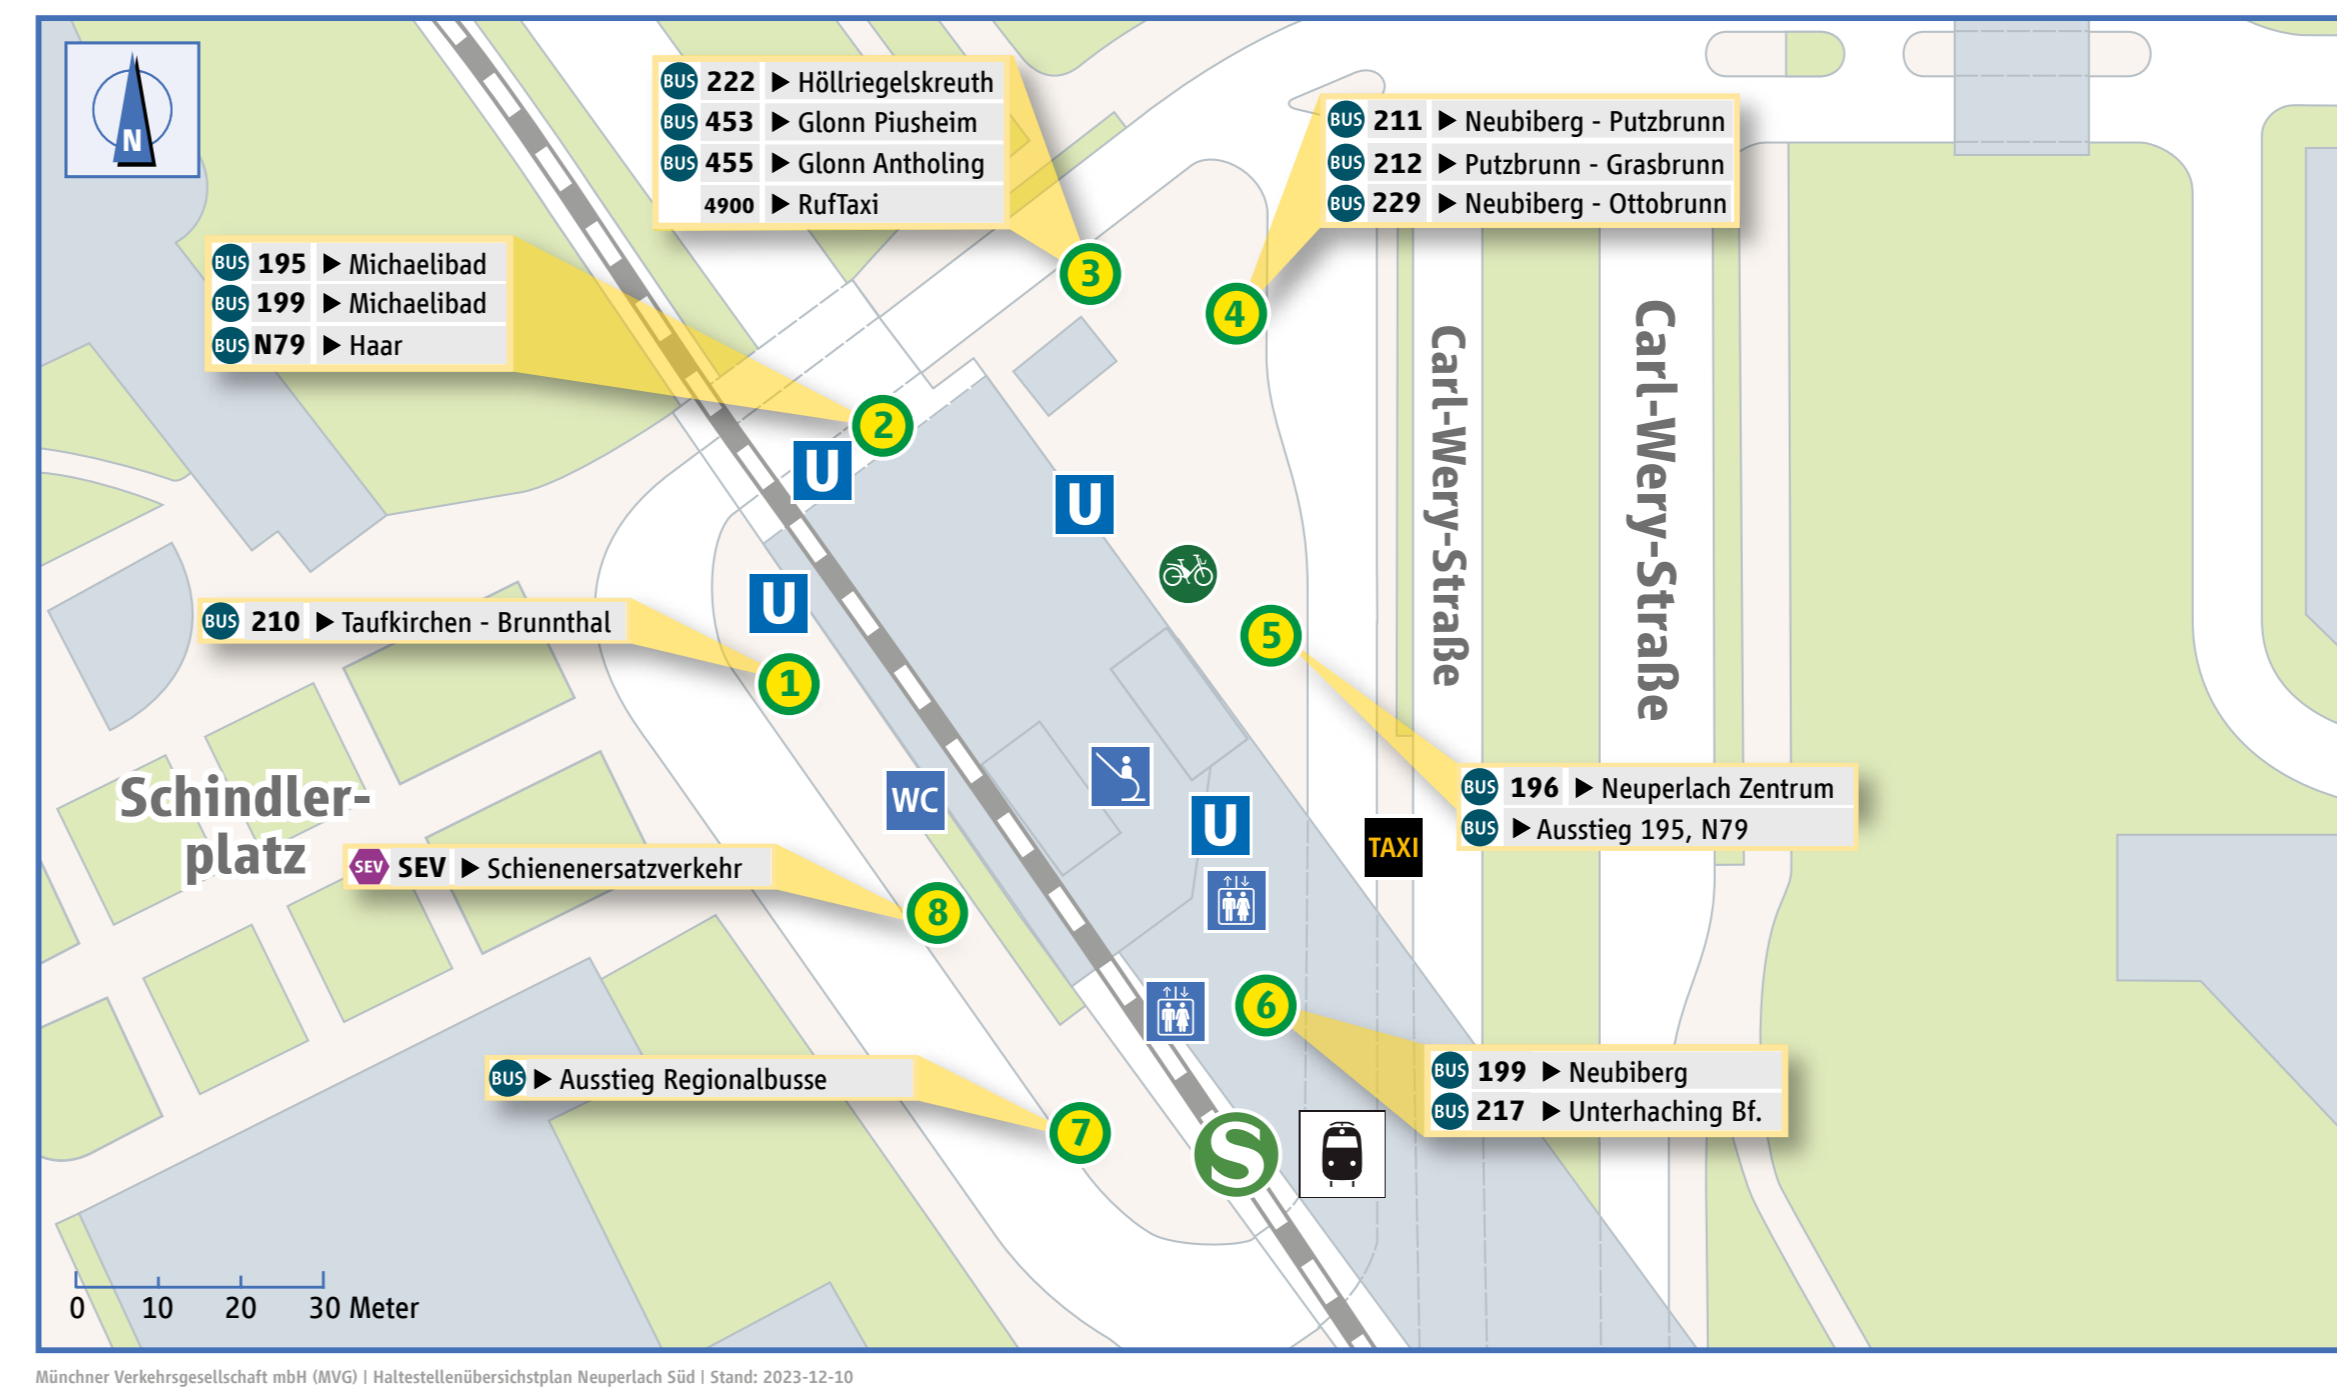 N
BUS 222 ▶ Höllriegelskreuth
BUS 453 ▶ Glonn Piusheim
BUS 455 ▶ Glonn Antholing
4900 ▶ RufTaxi
BUS 211 ▶ Neubiberg - Putzbrunn
BUS 212 ▶ Putzbrunn - Grasbrunn
BUS 229 ▶ Neubiberg - Ottobrunn
BUS 195 ▶ Michaelibad
BUS 199 ▶ Michaelibad
BUS N79 ▶ Haar
3
4
2
U
U
U
BUS 210 ▶ Taufkirchen - Brunnthal
1
5
Carl-Wery-Straße
Carl-Wery-Straße
Schindler-
platz
WC
U
TAXI
BUS 196 ▶ Neuperlach Zentrum
BUS ▶ Ausstieg 195, N79
SEV SEV ▶ Schienenersatzverkehr
8
6
BUS 199 ▶ Neubiberg
BUS 217 ▶ Unterhaching Bf.
BUS ▶ Ausstieg Regionalbusse
7
S
0 10 20 30 Meter
Münchner Verkehrsgesellschaft mbH (MVG) | Haltestellenübersichstplan Neuperlach Süd | Stand: 2023-12-10